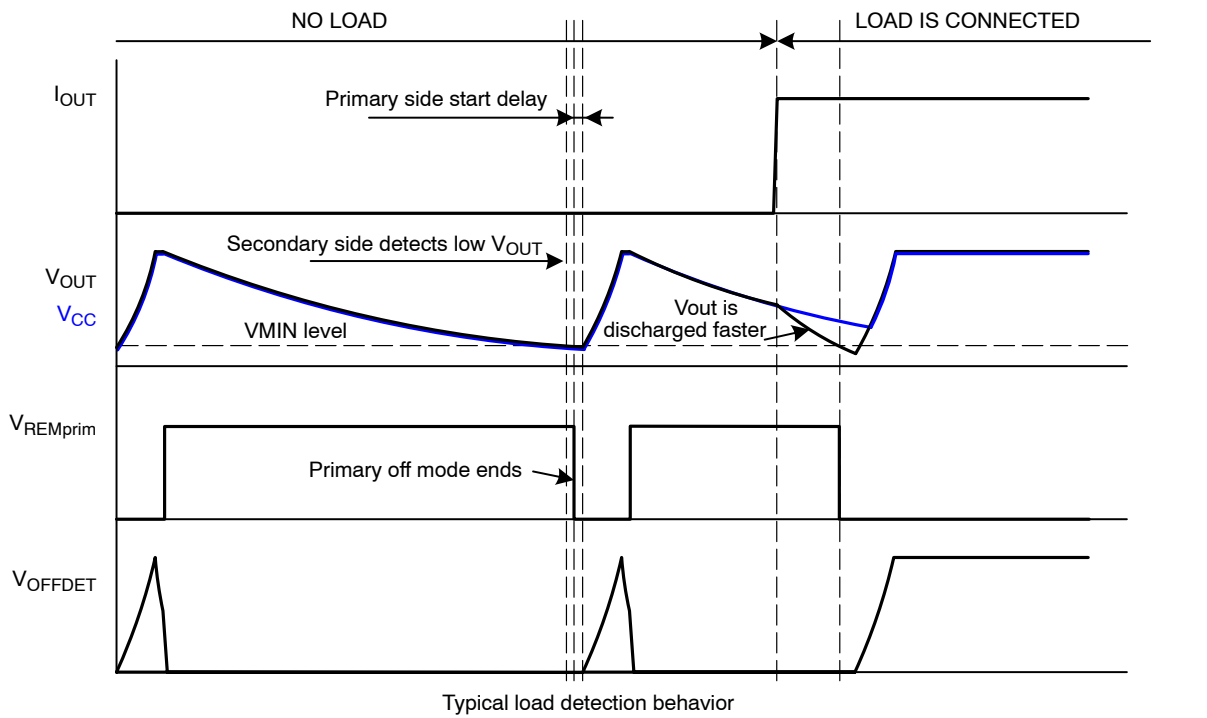 NO LOAD
LOAD IS CONNECTED
IOUT
Primary side start delay
Secondary side detects low VOUT
VOUT
VCC
VMIN level
Vout is
discharged faster
VREMprim
Primary off mode ends
VOFFDET
Typical load detection behavior